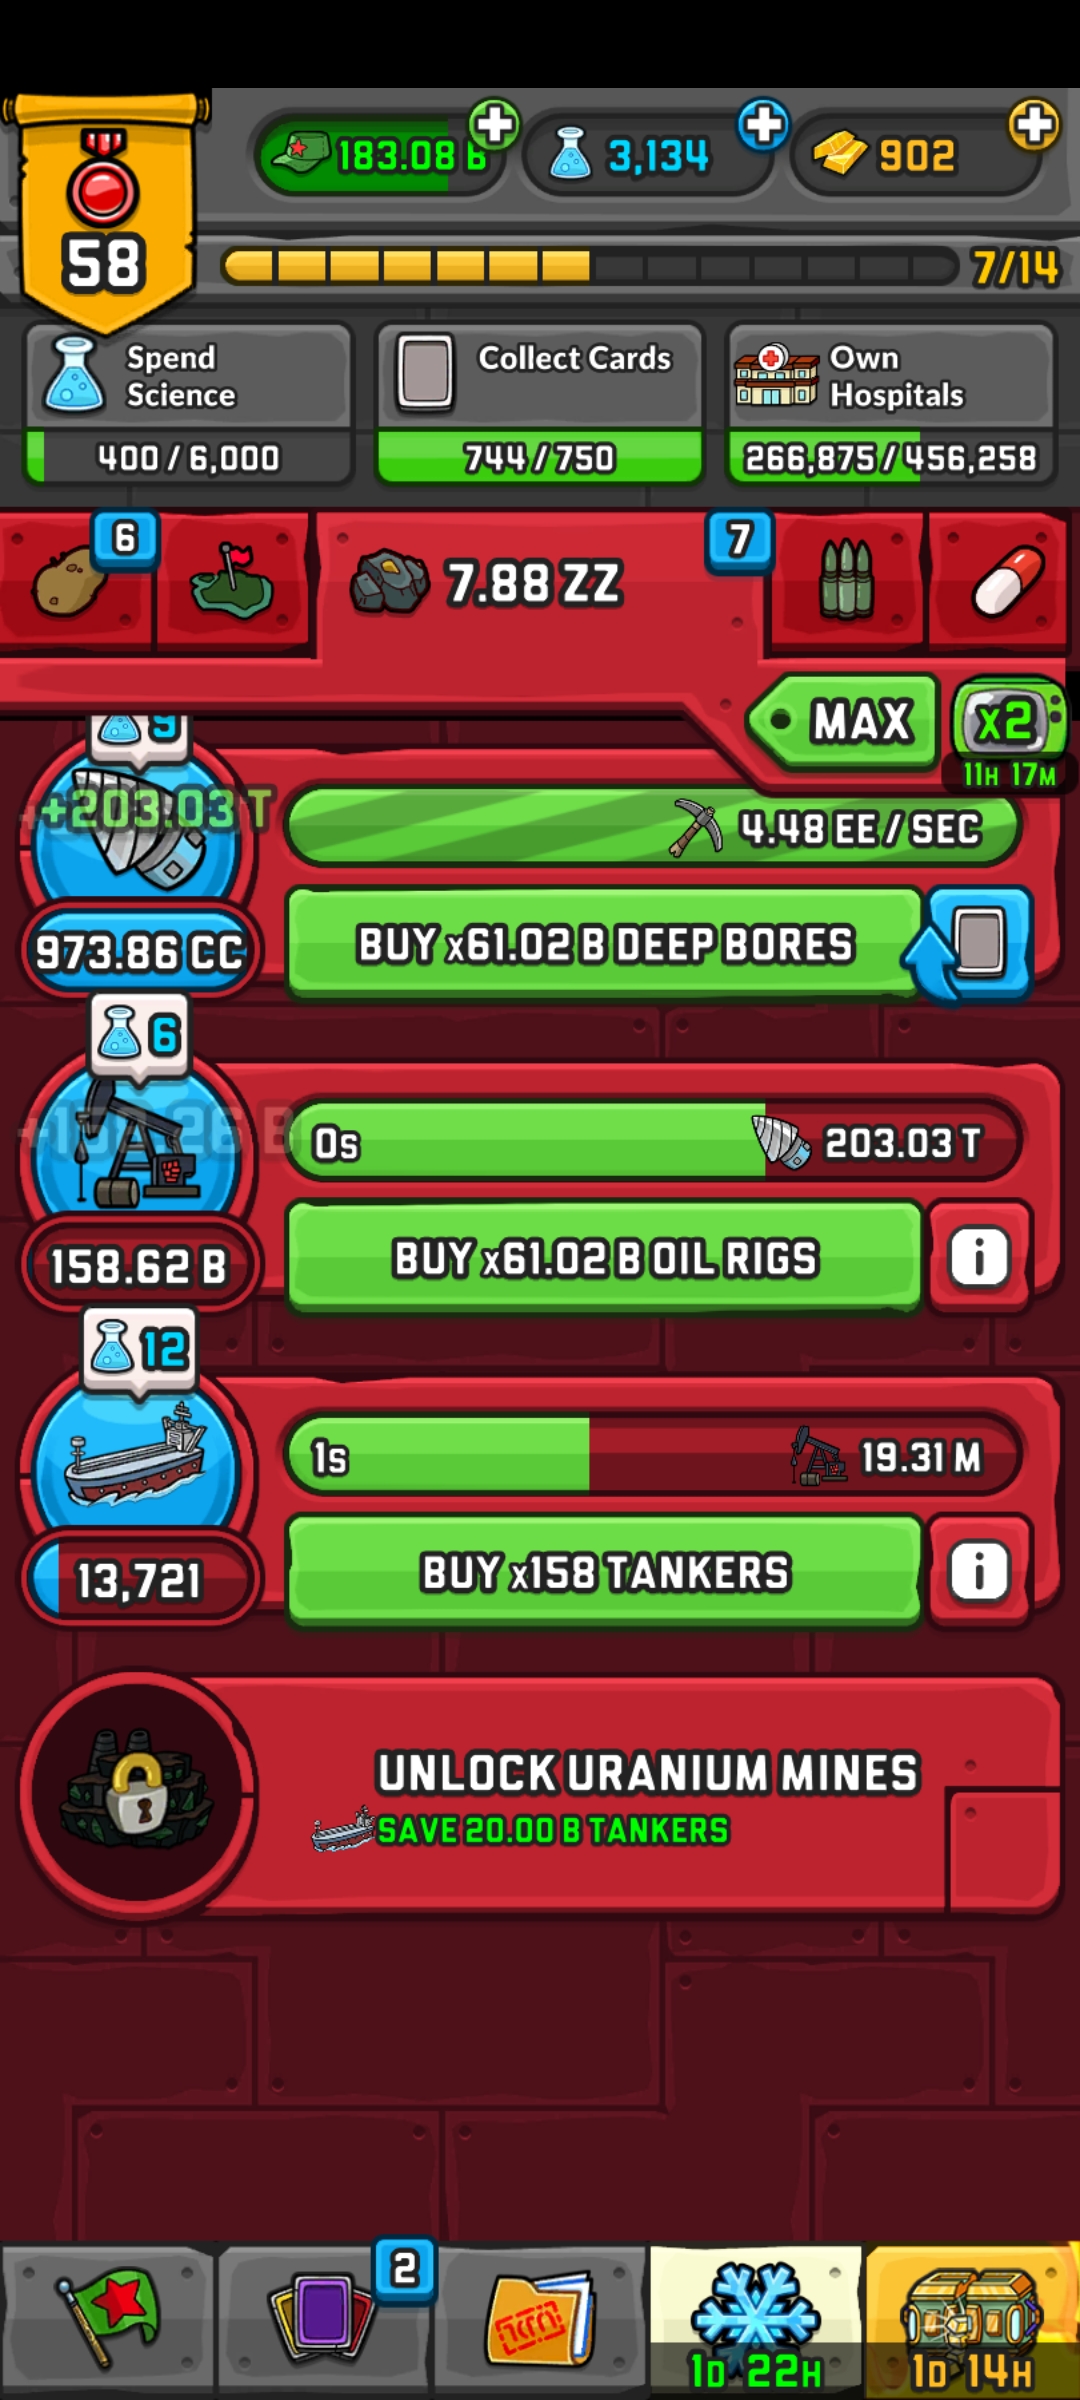 183.08 B
3,134
902
58
7/14
Spend
Science
Collect Cards
Own
Hospitals
400 / 6,000
744 / 750
266,875 / 456,258
6
7.88 ZZ
7
MAX
x2
11H 17M
9
+203.03 T
4.48 EE / SEC
973.86 CC
BUY x61.02 B DEEP BORES
6
0s
203.03 T
158.62 B
BUY x61.02 B OIL RIGS
i
12
1s
19.31 M
13,721
BUY x158 TANKERS
i
UNLOCK URANIUM MINES
SAVE 20.00 B TANKERS
2
1D 22H
1D 14H